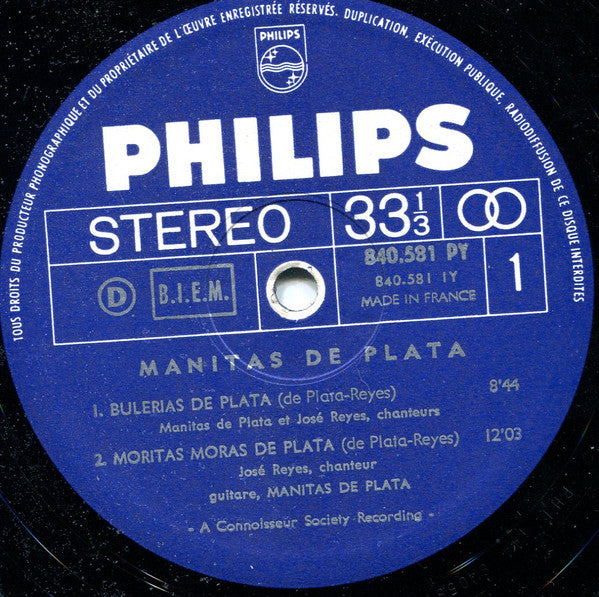 TOUS DROITS DU PRODUCTEUR PHONOGRAPHIQUE ET DU PROPRIÉTAIRE DE L'ŒUVRE ENREGISTRÉE RÉSERVÉS. DUPLICATION, EXÉCUTION PUBLIQUE, RADIODIFFUSION DE CE DISQUE INTERDITES
PHILIPS
PHILIPS
STEREO 33 1/3
840.581 PY
840.581 1Y
MADE IN FRANCE
1
D B.I.E.M.
MANITAS DE PLATA
1. BULERIAS DE PLATA (de Plata-Reyes) 8'44
Manitas de Plata et José Reyes, chanteurs
2. MORITAS MORAS DE PLATA (de Plata-Reyes) 12'03
José Reyes, chanteur
guitare, MANITAS DE PLATA
- A Connoisseur Society Recording -